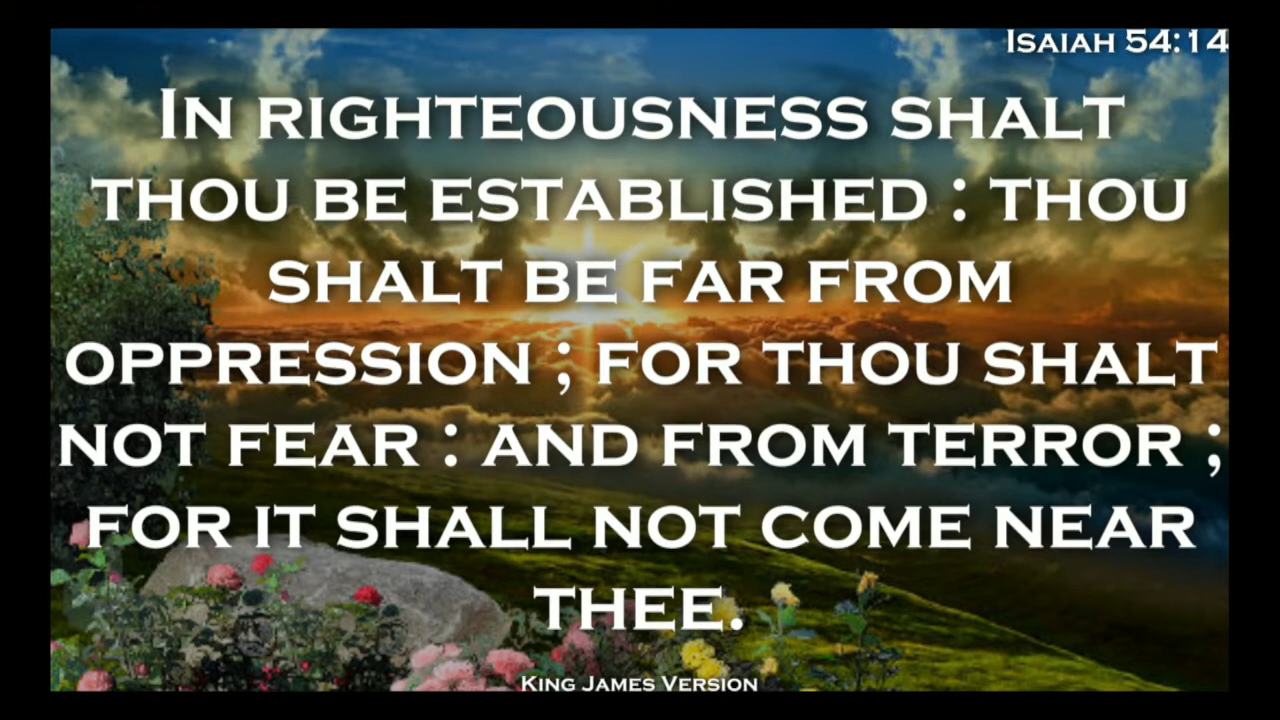 Isaiah 54:14
In righteousness shalt
thou be established : thou
shalt be far from
oppression ; for thou shalt
not fear : and from terror ;
for it shall not come near
thee.
King James Version